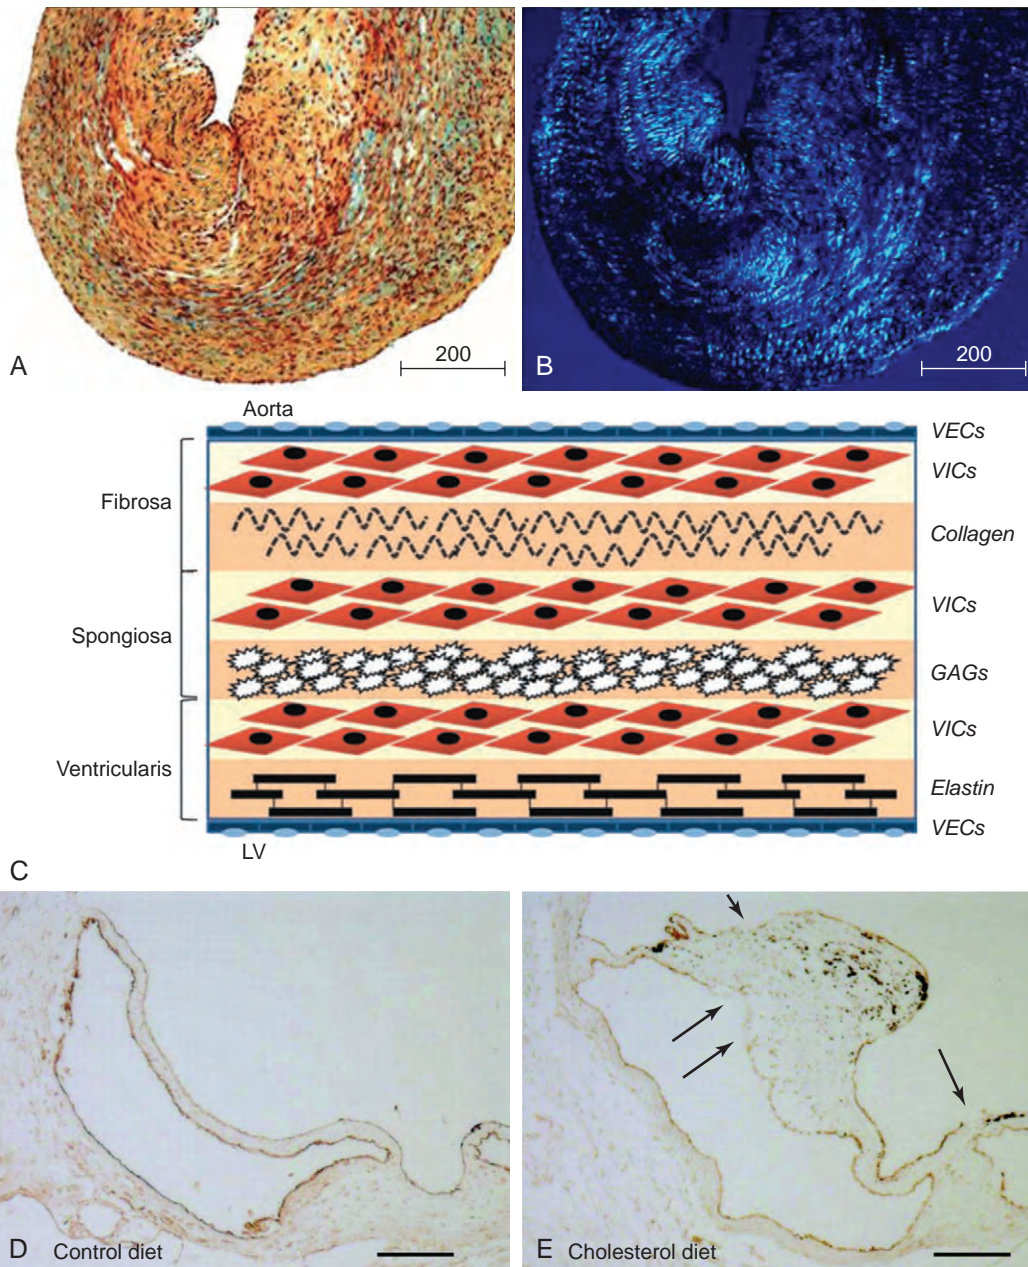 A
200
B
200
Aorta
VECs
Fibrosa
VICs
Collagen
Spongiosa
VICs
GAGs
Ventricularis
VICs
Elastin
VECs
LV
C
D Control diet
E Cholesterol diet